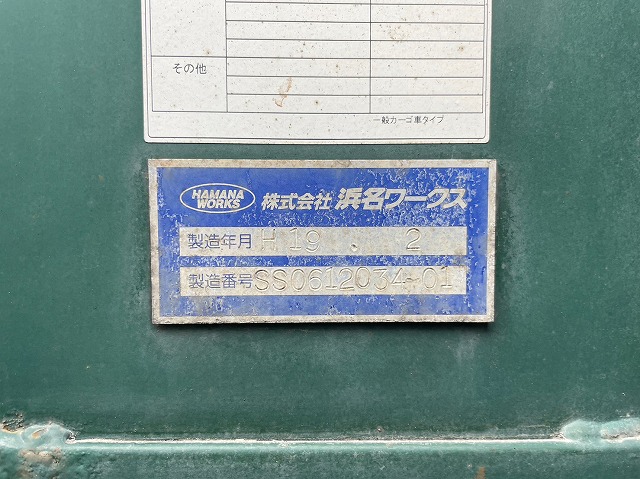 その他
一般カーゴ車タイプ
HAMANA WORKS 株式会社 浜名ワークス
製造年月 H 19 . 2
製造番号 SS0612034-01